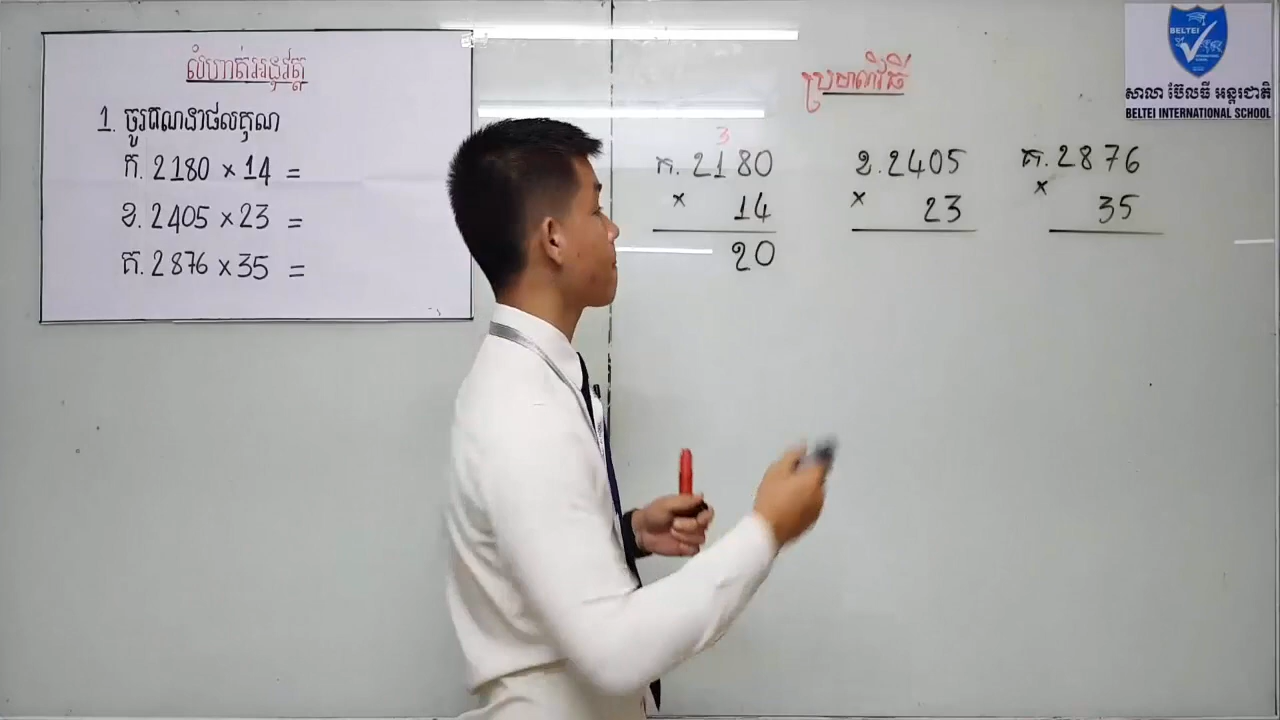 លំហាត់អនុវត្ត
1. ចូរគណនាផលគុណ
ក. 2180 × 14 =
ខ. 2405 × 23 =
គ. 2876 × 35 =
ប្រមាណវិធី
3
ក. 2180
× 14
20
ខ. 2405
× 23
គ. 2876
× 35
BELTEI
សាលា ប៊ែលធី អន្តរជាតិ
BELTEI INTERNATIONAL SCHOOL